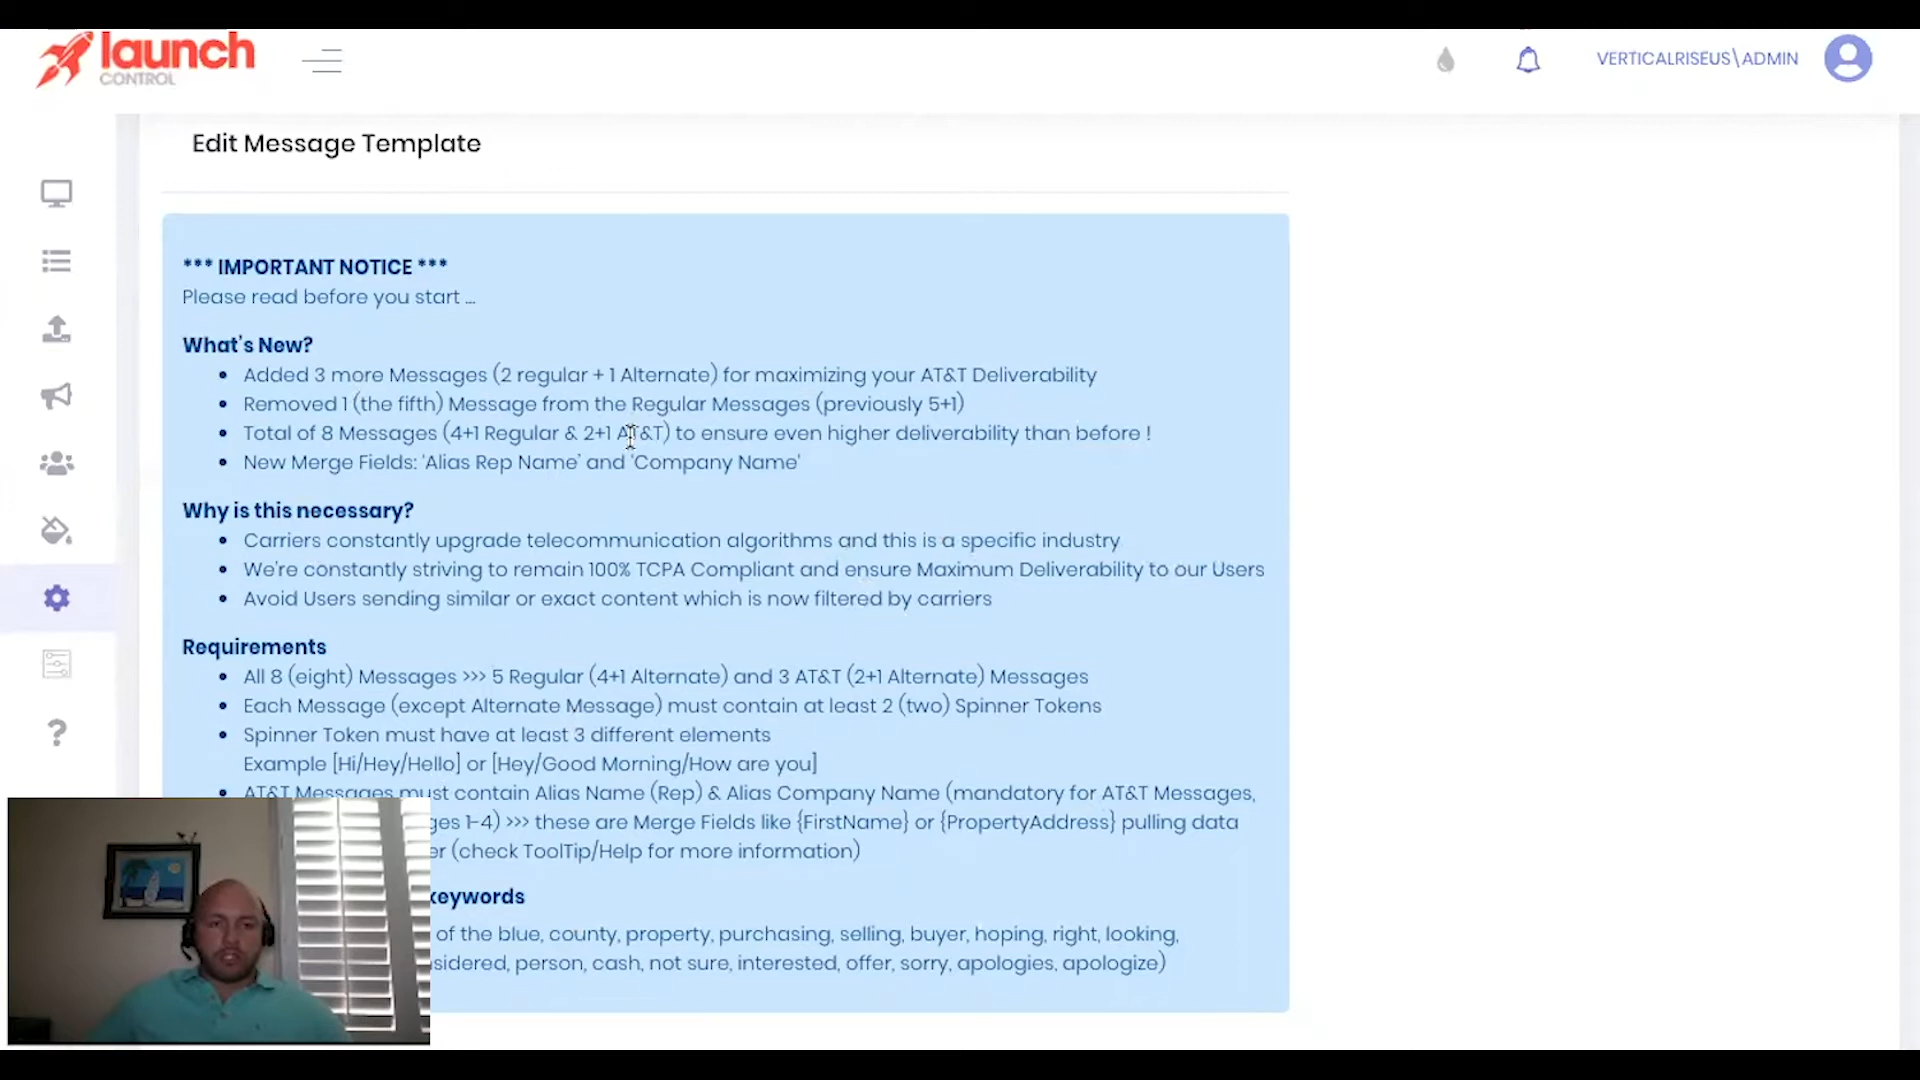 launch
CONTROL
VERTICALRISEUS\ADMIN
Edit Message Template
*** IMPORTANT NOTICE ***
Please read before you start ...
What's New?
Added 3 more Messages (2 regular + 1 Alternate) for maximizing your AT&T Deliverability
Removed 1 (the fifth) Message from the Regular Messages (previously 5+1)
Total of 8 Messages (4+1 Regular & 2+1 AT&T) to ensure even higher deliverability than before !
New Merge Fields: 'Alias Rep Name' and 'Company Name'
Why is this necessary?
Carriers constantly upgrade telecommunication algorithms and this is a specific industry
We're constantly striving to remain 100% TCPA Compliant and ensure Maximum Deliverability to our Users
Avoid Users sending similar or exact content which is now filtered by carriers
Requirements
All 8 (eight) Messages >>> 5 Regular (4+1 Alternate) and 3 AT&T (2+1 Alternate) Messages
Each Message (except Alternate Message) must contain at least 2 (two) Spinner Tokens
Spinner Token must have at least 3 different elements
Example [Hi/Hey/Hello] or [Hey/Good Morning/How are you]
AT&T Messages must contain Alias Name (Rep) & Alias Company Name (mandatory for AT&T Messages,
1-4) >>> these are Merge Fields like {FirstName} or {PropertyAddress} pulling data
(check ToolTip/Help for more information)
keywords
of the blue, county, property, purchasing, selling, buyer, hoping, right, looking,
person, cash, not sure, interested, offer, sorry, apologies, apologize)